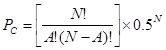 P_C = [N! / A!(N − A)!] × 0.5^N